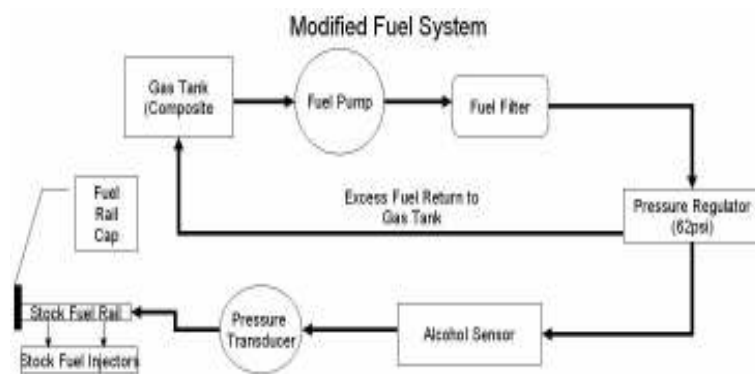 Modified Fuel System
Gas Tank
(Composite
Fuel Pump
Fuel Filter
Excess Fuel Return to
Gas Tank
Pressure Regulator
(62psi)
Fuel
Rail
Cap
Stock Fuel Rail
Pressure
Transducer
Alcohol Sensor
Stock Fuel Injectors